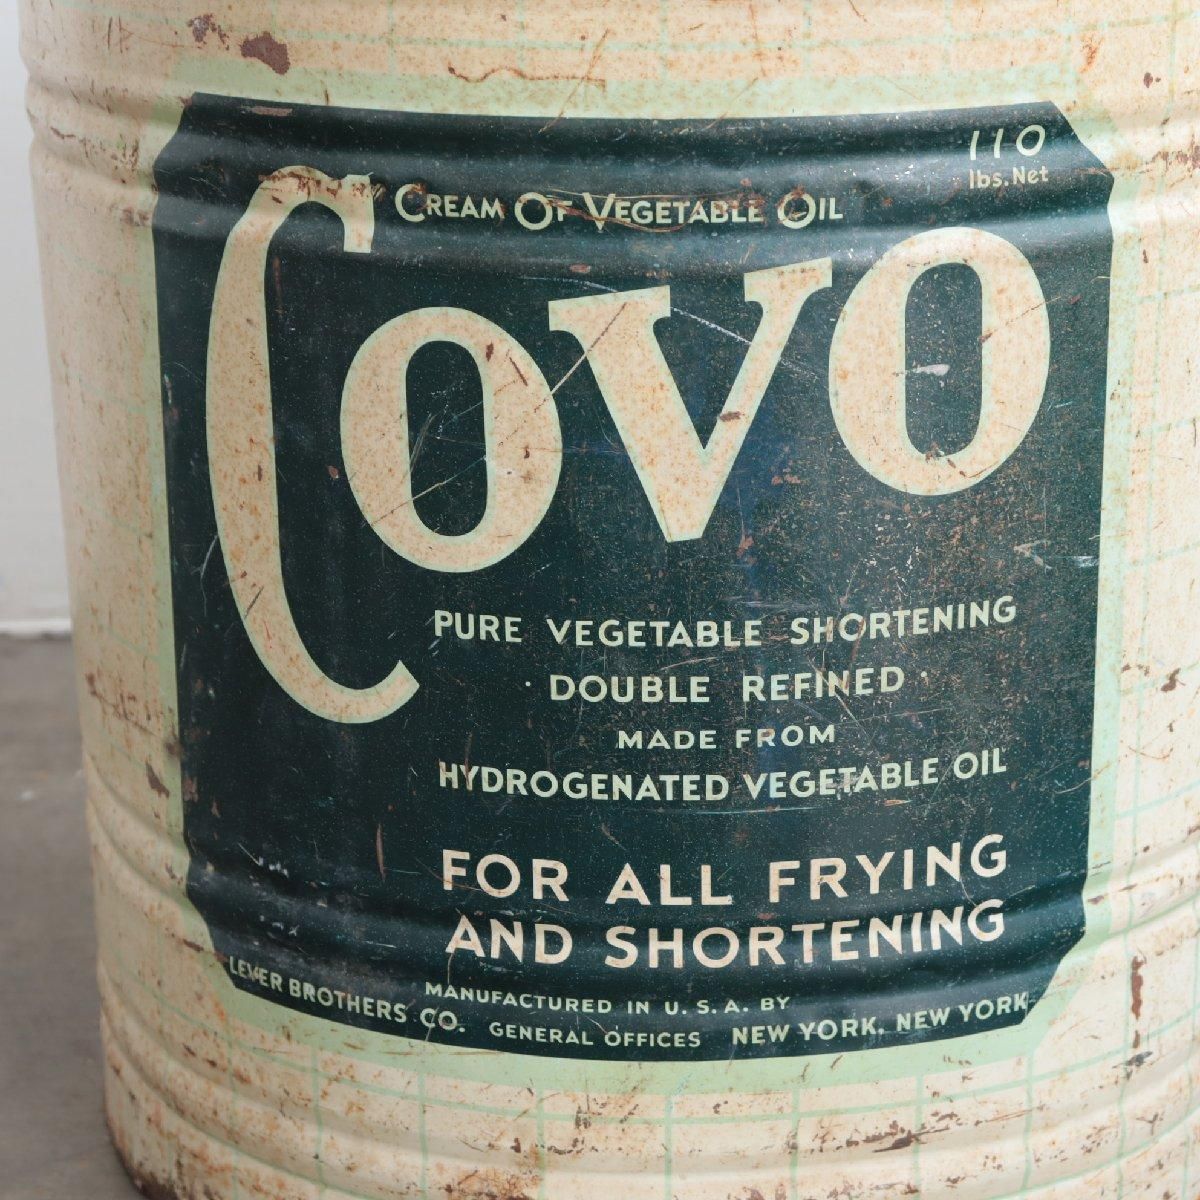 110
lbs. Net
CREAM OF VEGETABLE OIL
Covo
PURE VEGETABLE SHORTENING
· DOUBLE REFINED ·
MADE FROM
HYDROGENATED VEGETABLE OIL
FOR ALL FRYING
AND SHORTENING
MANUFACTURED IN U. S. A. BY
LEVER BROTHERS CO. GENERAL OFFICES NEW YORK, NEW YORK